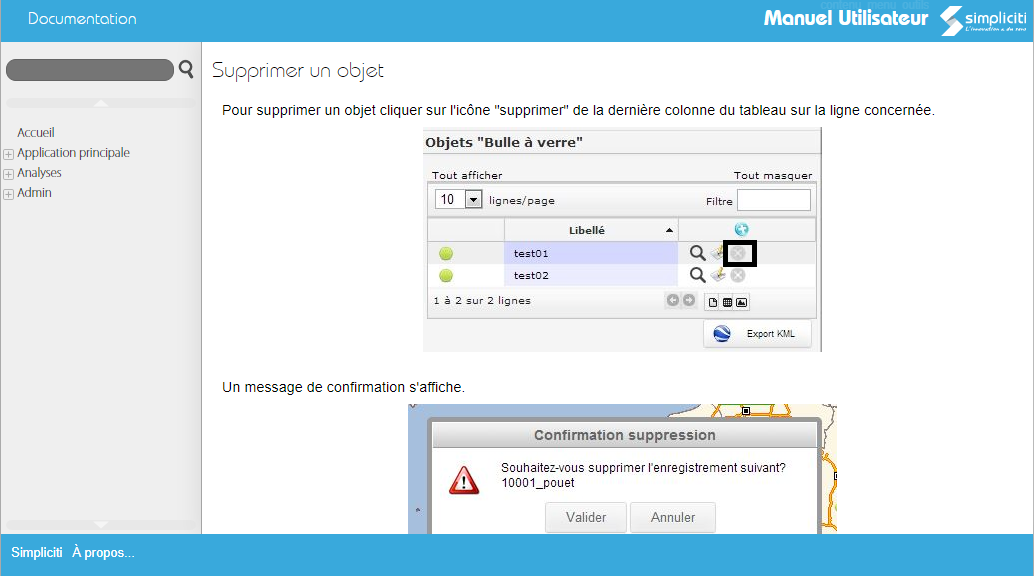 Documentation
contenu menu outils
Manuel Utilisateur
simpliciti
L'innovation a du sens
Supprimer un objet
Accueil
Application principale
Analyses
Admin
Pour supprimer un objet cliquer sur l'icône "supprimer" de la dernière colonne du tableau sur la ligne concernée.
Objets "Bulle à verre"
Tout afficher Tout masquer
10 lignes/page Filtre
Libellé
test01
test02
1 à 2 sur 2 lignes
Export KML
Un message de confirmation s'affiche.
Confirmation suppression
Souhaitez-vous supprimer l'enregistrement suivant?
10001_pouet
Valider Annuler
Simpliciti À propos...